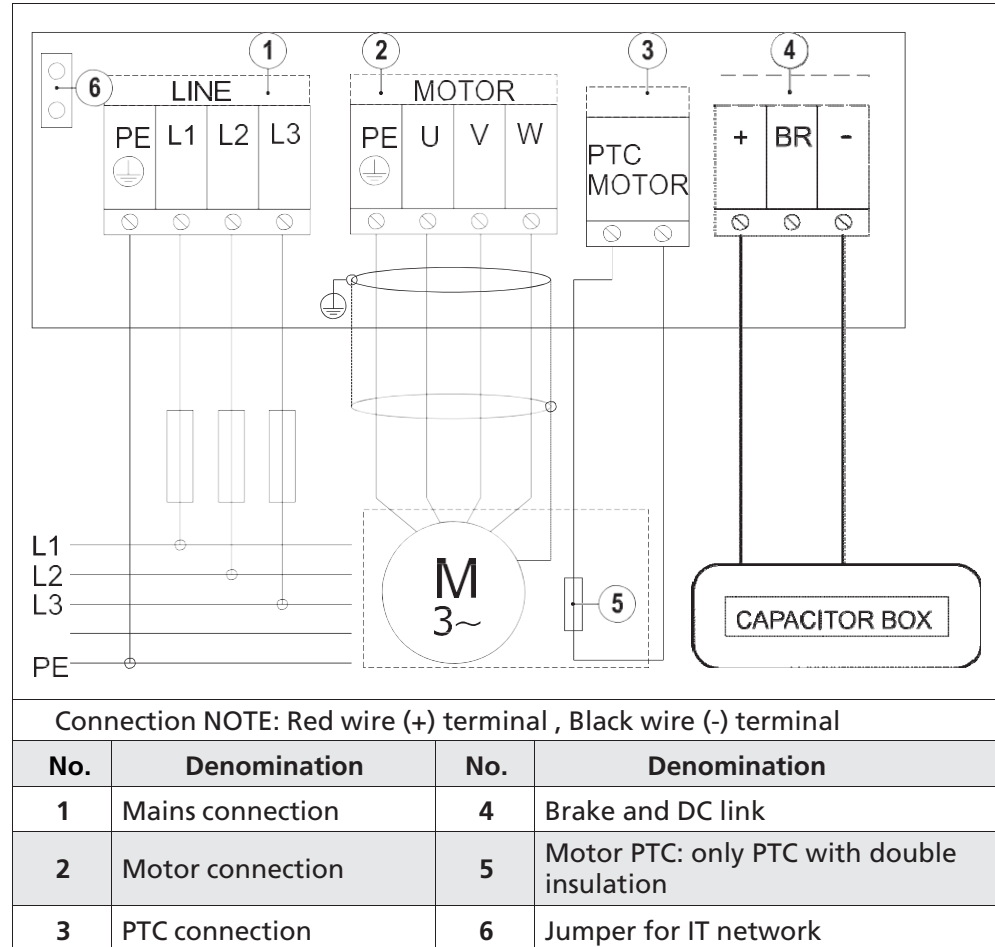 1 2 3 4
6 LINE MOTOR
PE L1 L2 L3 PE U V W PTC MOTOR + BR -
L1
L2
L3
PE
M
3~
5
CAPACITOR BOX
Connection NOTE: Red wire (+) terminal , Black wire (-) terminal
No. Denomination No. Denomination
1 Mains connection 4 Brake and DC link
2 Motor connection 5 Motor PTC: only PTC with double insulation
3 PTC connection 6 Jumper for IT network